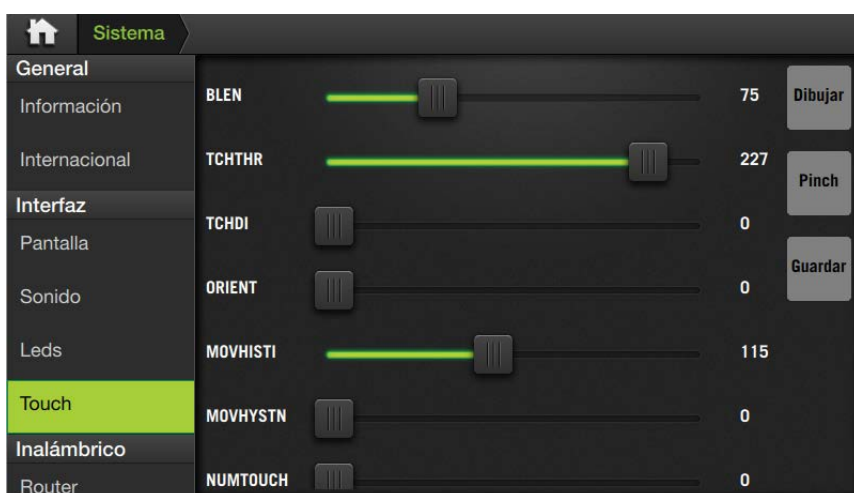 Sistema
General
Información
Internacional
Interfaz
Pantalla
Sonido
Leds
Touch
Inalámbrico
Router
BLEN 75
TCHTHR 227
TCHDI 0
ORIENT 0
MOVHISTI 115
MOVHYSTN 0
NUMTOUCH 0
Dibujar
Pinch
Guardar